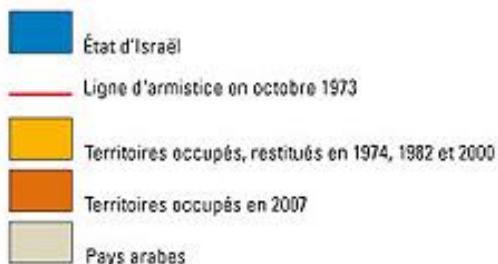 État d'Israël
Ligne d'armistice en octobre 1973
Territoires occupés, restitués en 1974, 1982 et 2000
Territoires occupés en 2007
Pays arabes